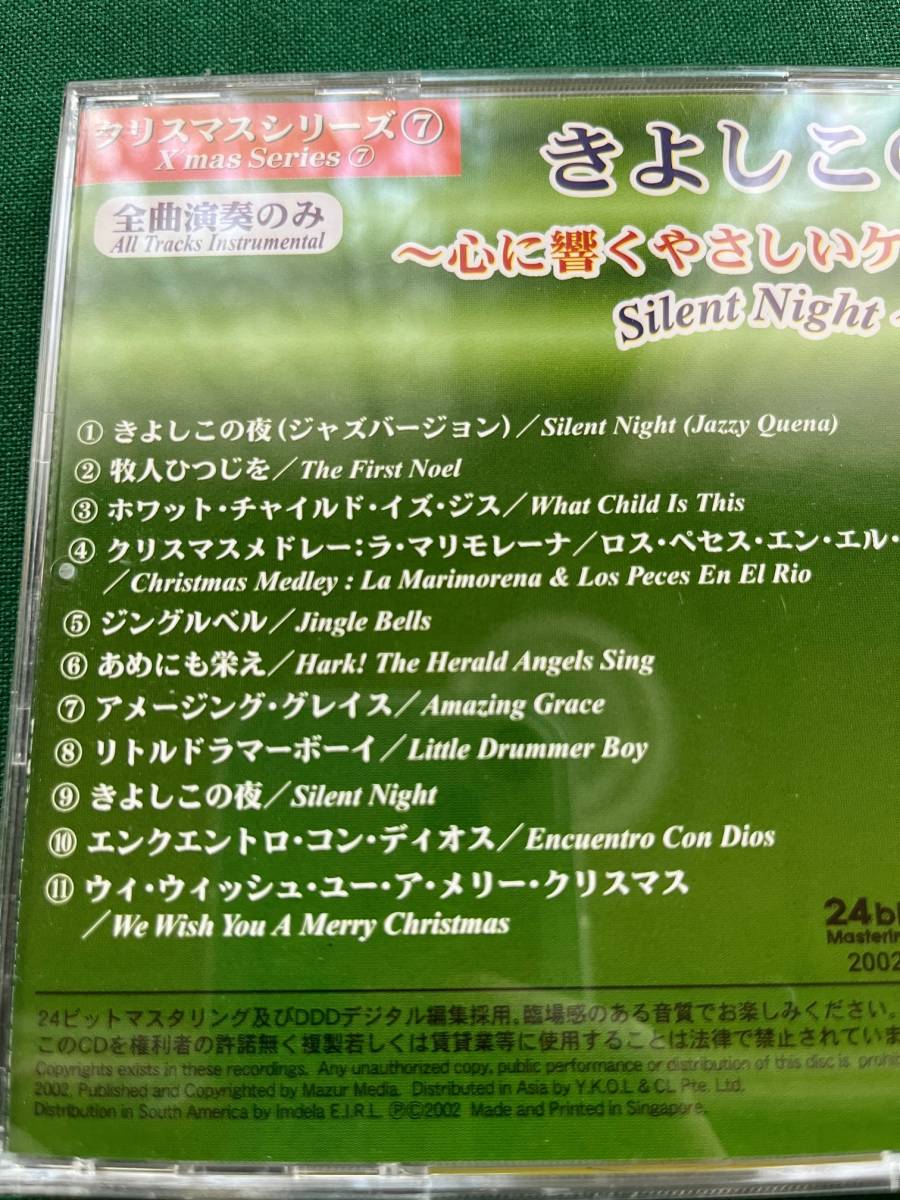 クリスマスシリーズ⑦
X'mas Series ⑦
全曲演奏のみ
All Tracks Instrumental
きよしこの
～心に響くやさしいケ
Silent Night
① きよしこの夜(ジャズバージョン)／Silent Night (Jazzy Quena)
② 牧人ひつじを／The First Noel
③ ホワット・チャイルド・イズ・ジス／What Child Is This
④ クリスマスメドレー：ラ・マリモレーナ／ロス・ペセス・エン・エル・
／Christmas Medley : La Marimorena & Los Peces En El Rio
⑤ ジングルベル／Jingle Bells
⑥ あめにも栄え／Hark! The Herald Angels Sing
⑦ アメージング・グレイス／Amazing Grace
⑧ リトルドラマーボーイ／Little Drummer Boy
⑨ きよしこの夜／Silent Night
⑩ エンクエントロ・コン・ディオス／Encuentro Con Dios
⑪ ウィ・ウィッシュ・ユー・ア・メリー・クリスマス
／We Wish You A Merry Christmas
24bi
Masterin
2002
24ビットマスタリング及びDDDデジタル編集採用。臨場感のある音質でお楽しみください。
このCDを権利者の許諾無く複製若しくは賃貸業等に使用することは法律で禁止されていま
Copyrights exists in these recordings. Any unauthorized copy, public performance or distribution of this disc is prohi
2002. Published and Copyrighted by Mazur Media. Distributed in Asia by Y.K.O.L & CL Pte. Ltd.
Distribution in South America by Imdela E.I.R.L. ℗©2002 Made and Printed in Singapore.